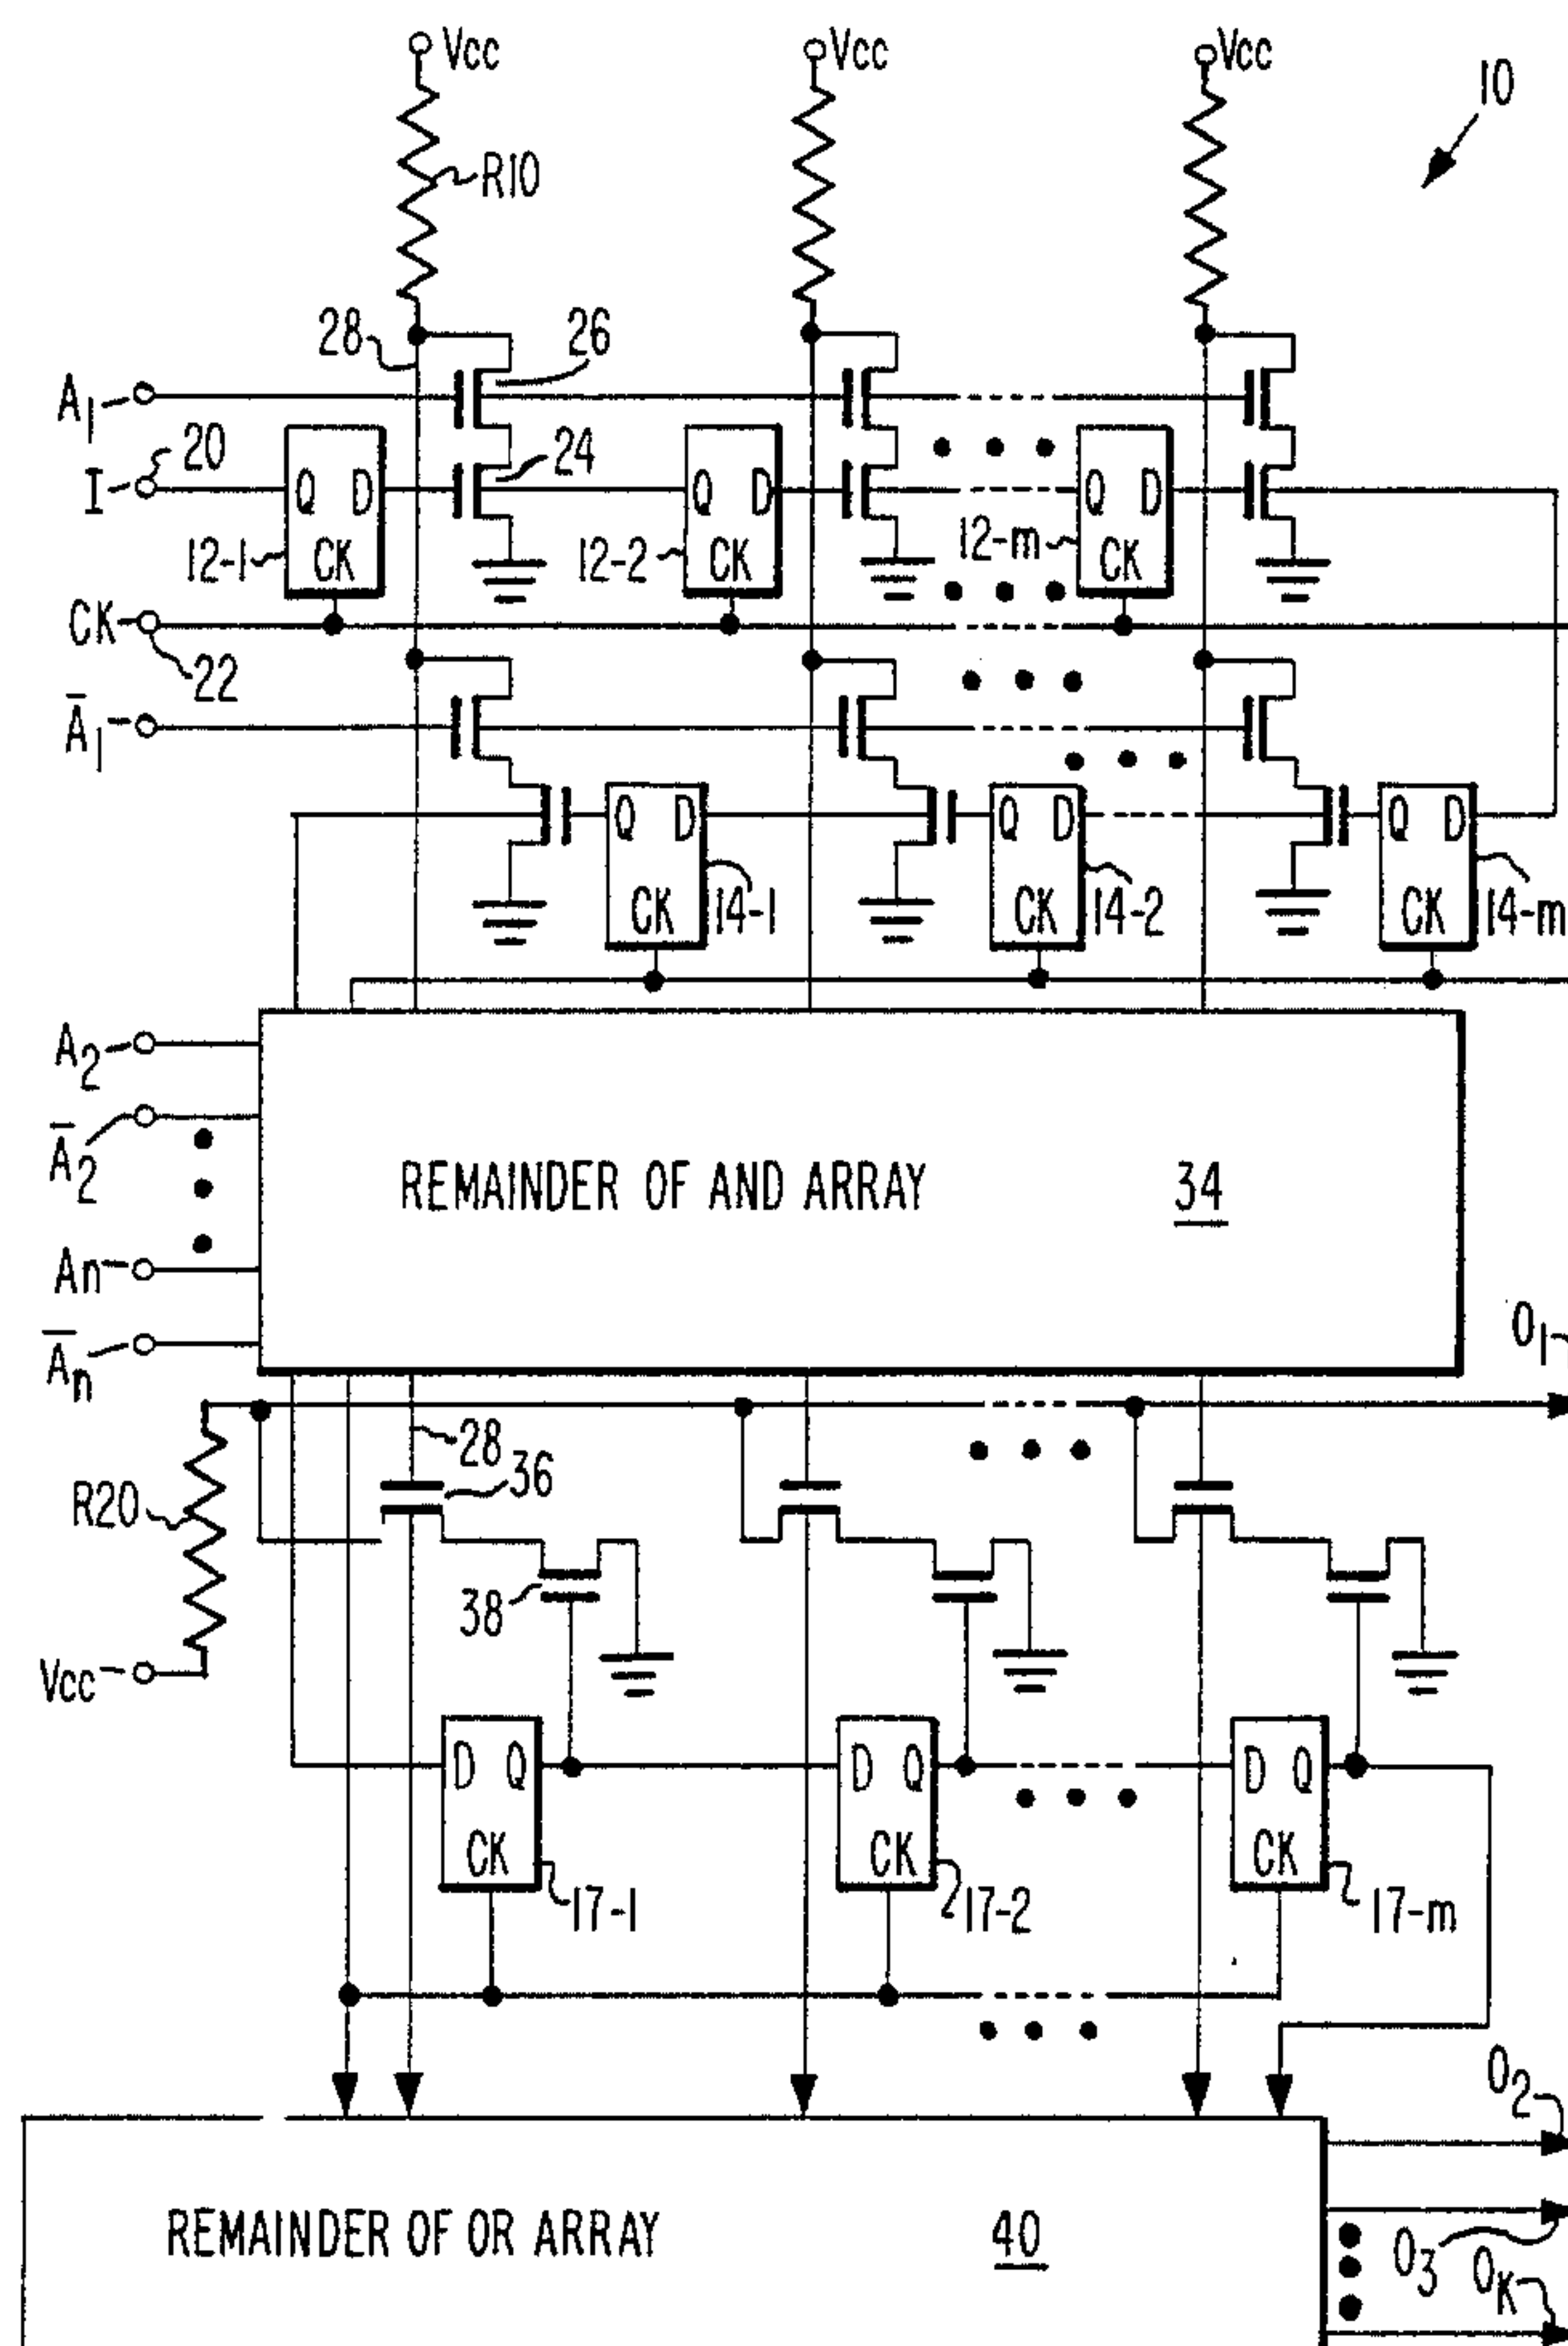 Vcc Vcc Vcc
10
R10
28 26
A1
I 20 Q D 24 Q D Q D
12-1 CK 12-2 CK 12-m CK
CK
22
A̅1
Q D Q D Q D
CK 14-1 CK 14-2 CK 14-m
A2
A̅2
REMAINDER OF AND ARRAY 34
An
A̅n
O1
28
36
R20
38
Vcc
D Q D Q D Q
CK CK CK
17-1 17-2 17-m
O2
REMAINDER OF OR ARRAY 40
O3 OK